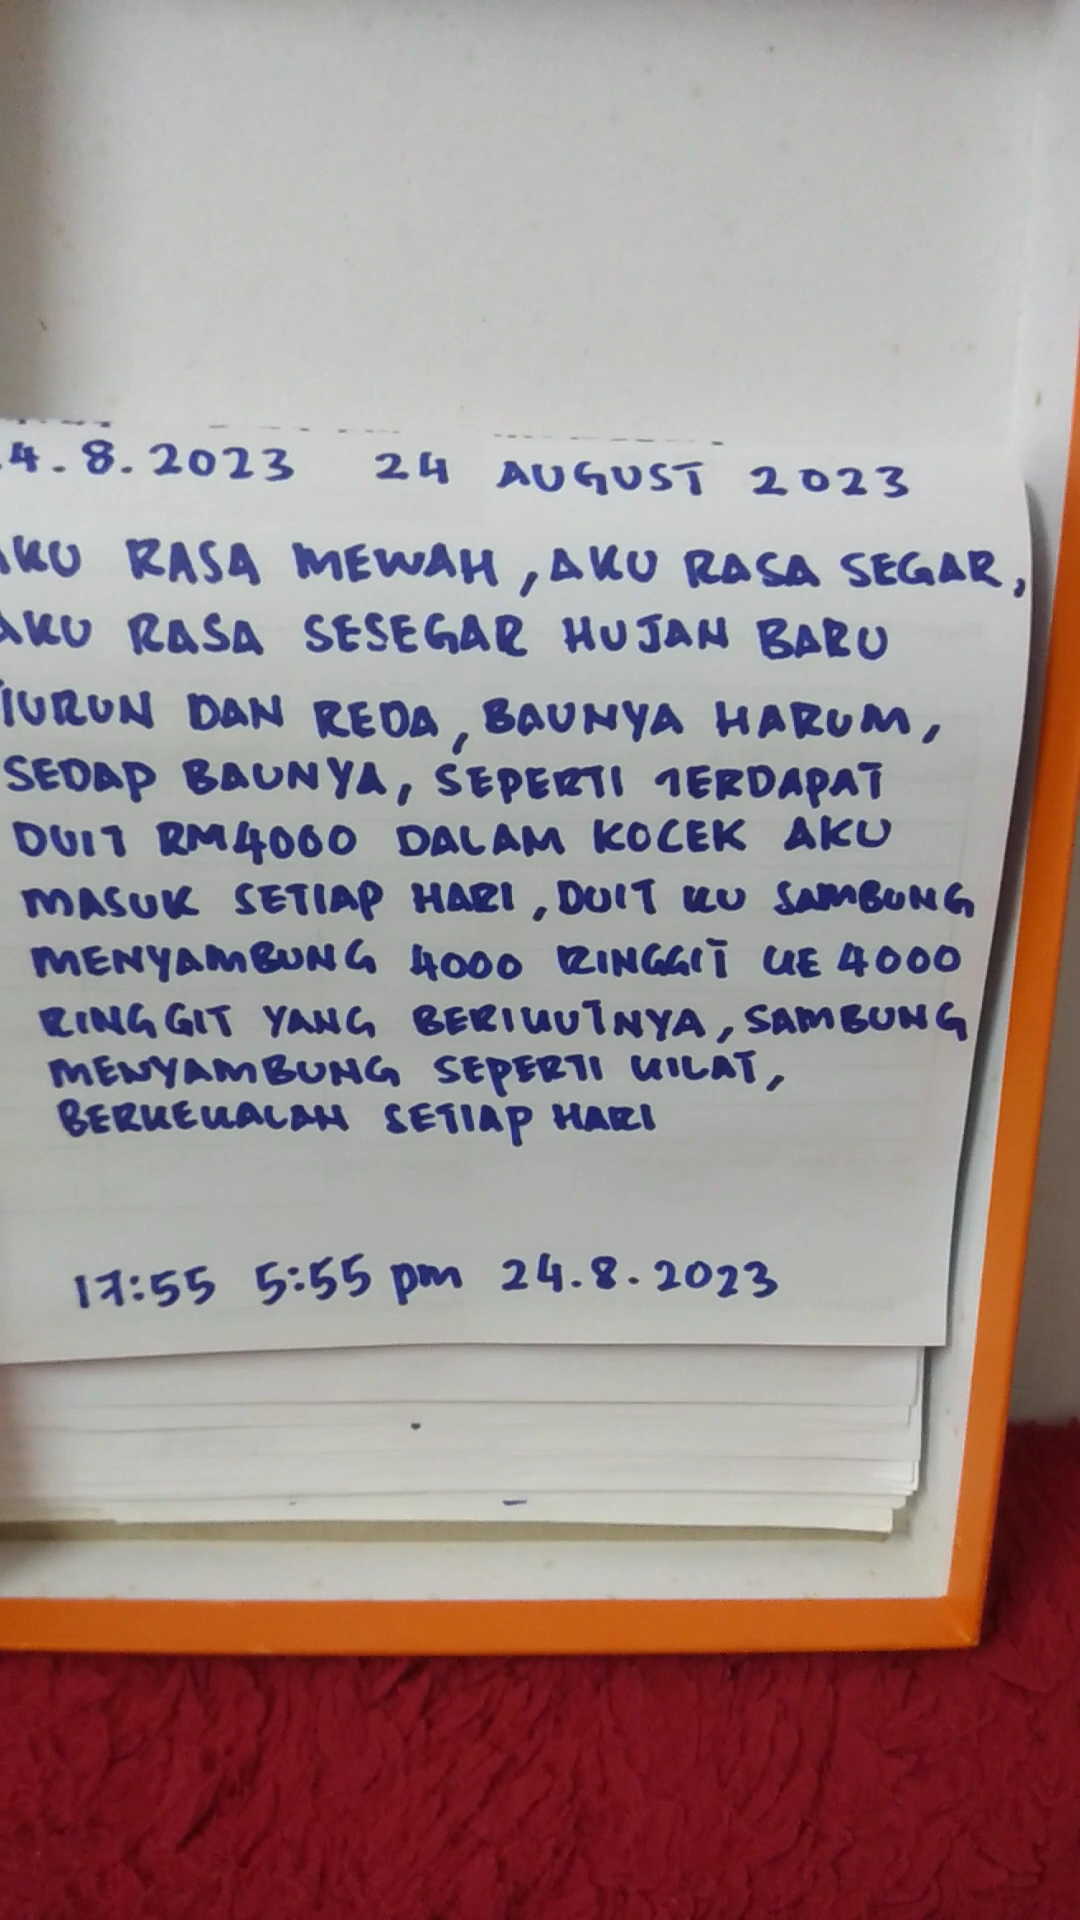 4.8.2023 24 AUGUST 2023
AKU RASA MEWAH, AKU RASA SEGAR,
AKU RASA SESEGAR HUJAN BARU
TURUN DAN REDA, BAUNYA HARUM,
SEDAP BAUNYA, SEPERTI TERDAPAT
DUIT RM4000 DALAM KOCEK AKU
MASUK SETIAP HARI, DUIT KU SAMBUNG
MENYAMBUNG 4000 RINGGIT KE 4000
RINGGIT YANG BERIKUTNYA, SAMBUNG
MENYAMBUNG SEPERTI KILAT,
BERKEKALAN SETIAP HARI
17:55 5:55 pm 24.8.2023